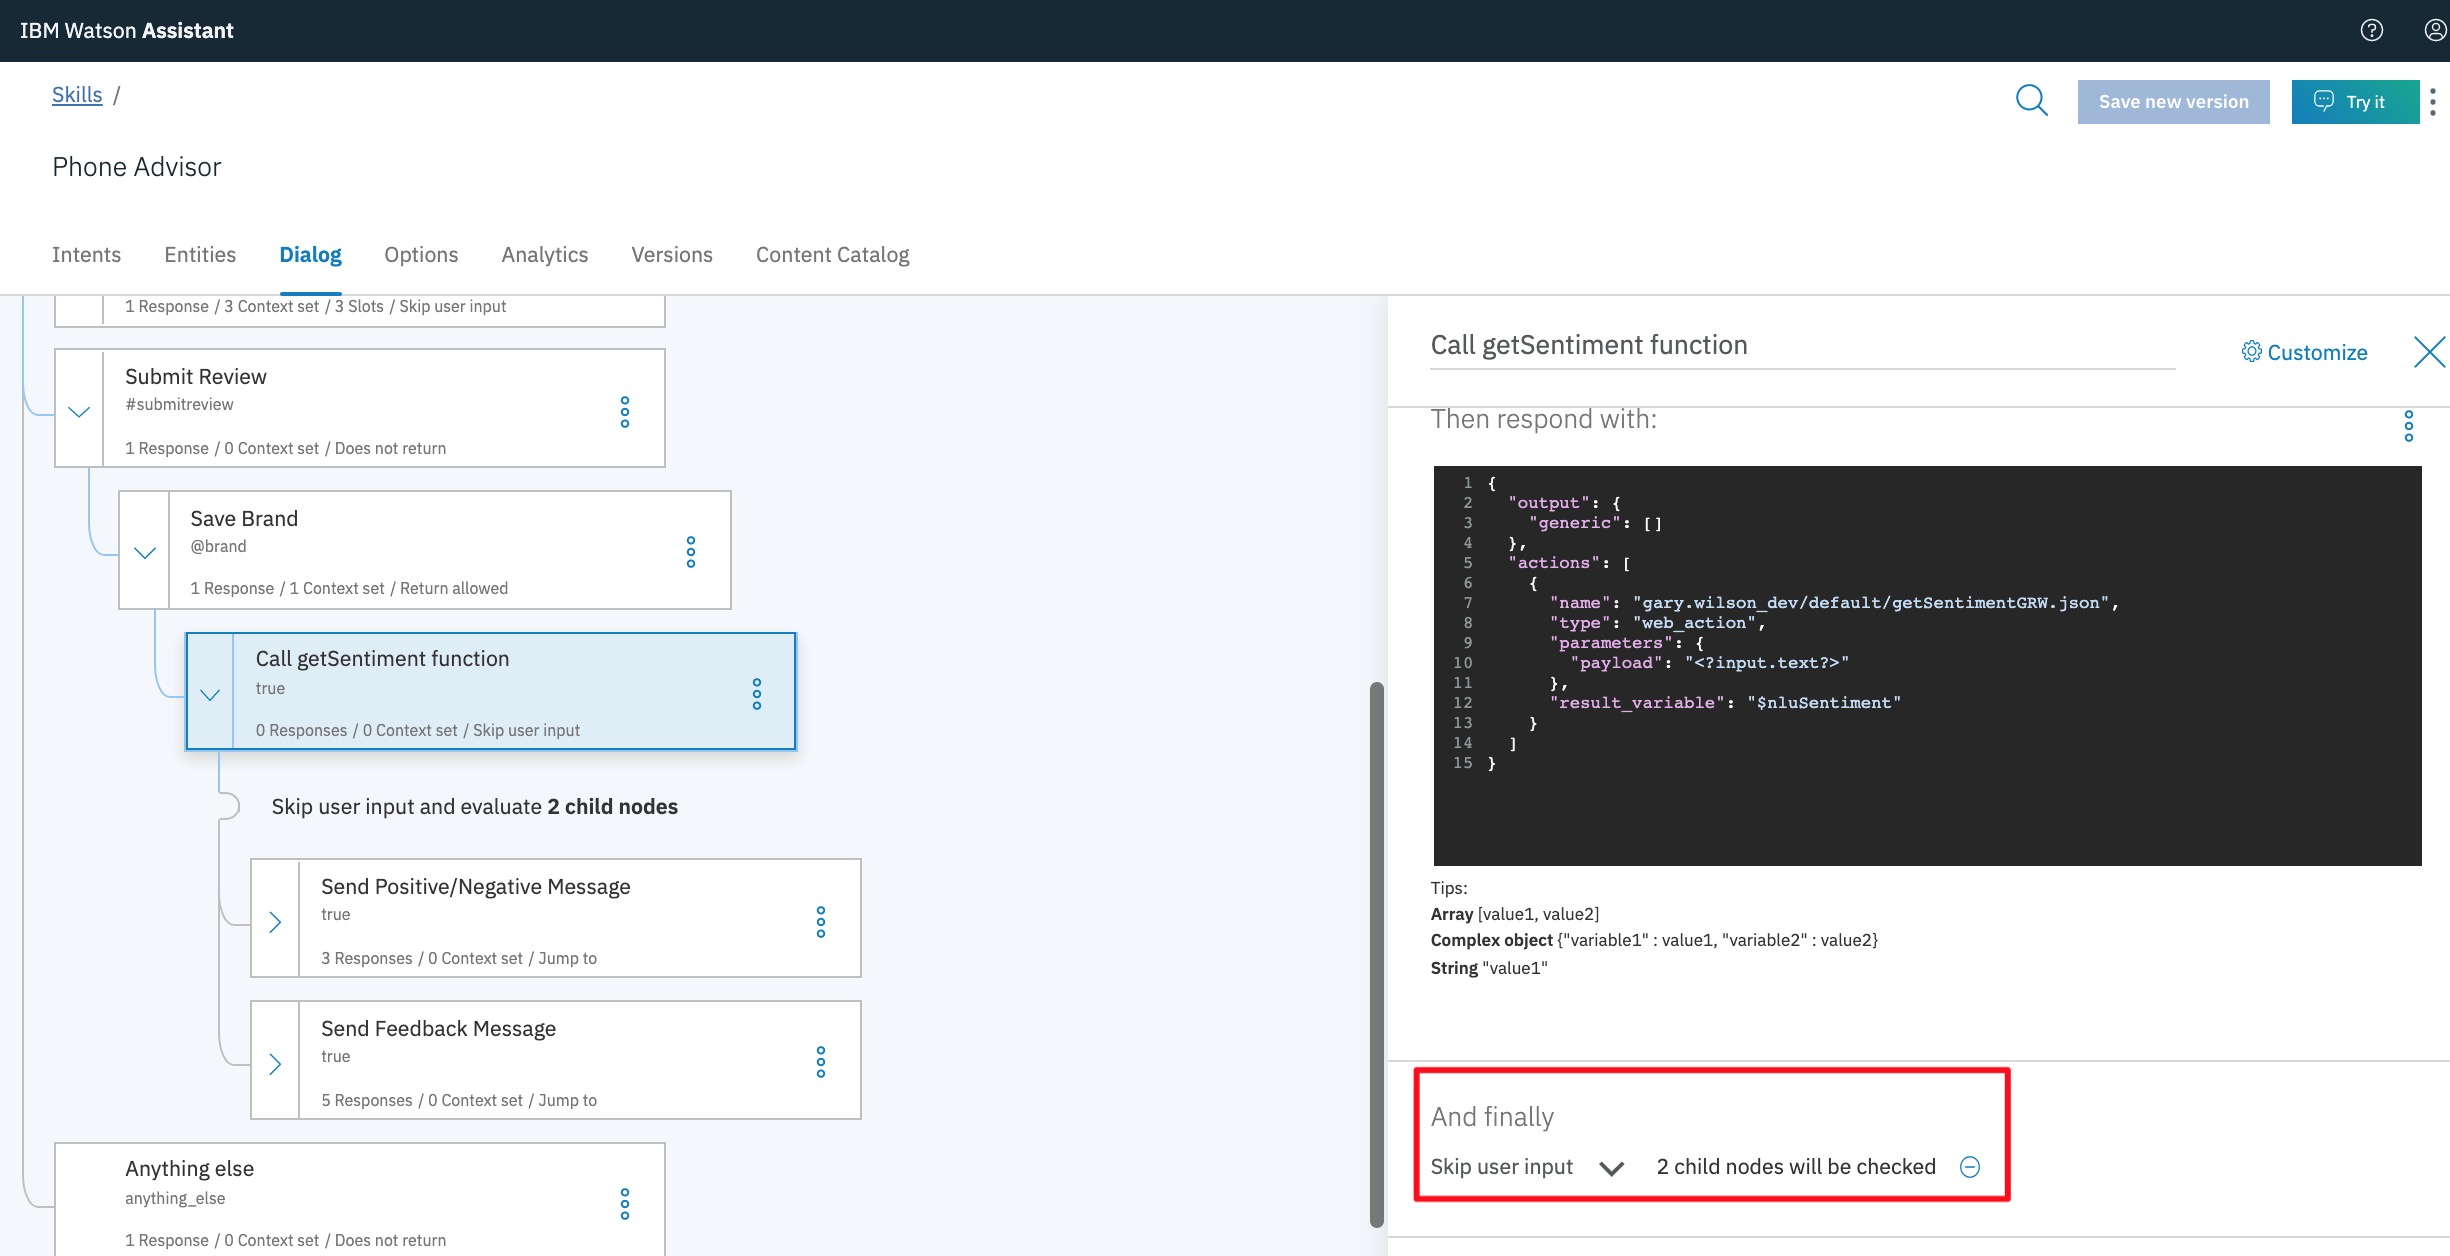 IBM Watson Assistant
Skills /
Save new version
Try it
Phone Advisor
Intents
Entities
Dialog
Options
Analytics
Versions
Content Catalog
1 Response / 3 Context set / 3 Slots / Skip user input
Submit Review
#submitreview
1 Response / 0 Context set / Does not return
Save Brand
@brand
1 Response / 1 Context set / Return allowed
Call getSentiment function
true
0 Responses / 0 Context set / Skip user input
Skip user input and evaluate 2 child nodes
Send Positive/Negative Message
true
3 Responses / 0 Context set / Jump to
Send Feedback Message
true
5 Responses / 0 Context set / Jump to
Anything else
anything_else
1 Response / 0 Context set / Does not return
Call getSentiment function
Customize
Then respond with:
1 {
2 "output": {
3 "generic": []
4 },
5 "actions": [
6 {
7 "name": "gary.wilson_dev/default/getSentimentGRW.json",
8 "type": "web_action",
9 "parameters": {
10 "payload": "<?input.text?>"
11 },
12 "result_variable": "$nluSentiment"
13 }
14 ]
15 }
Tips:
Array [value1, value2]
Complex object {"variable1" : value1, "variable2" : value2}
String "value1"
And finally
Skip user input
2 child nodes will be checked